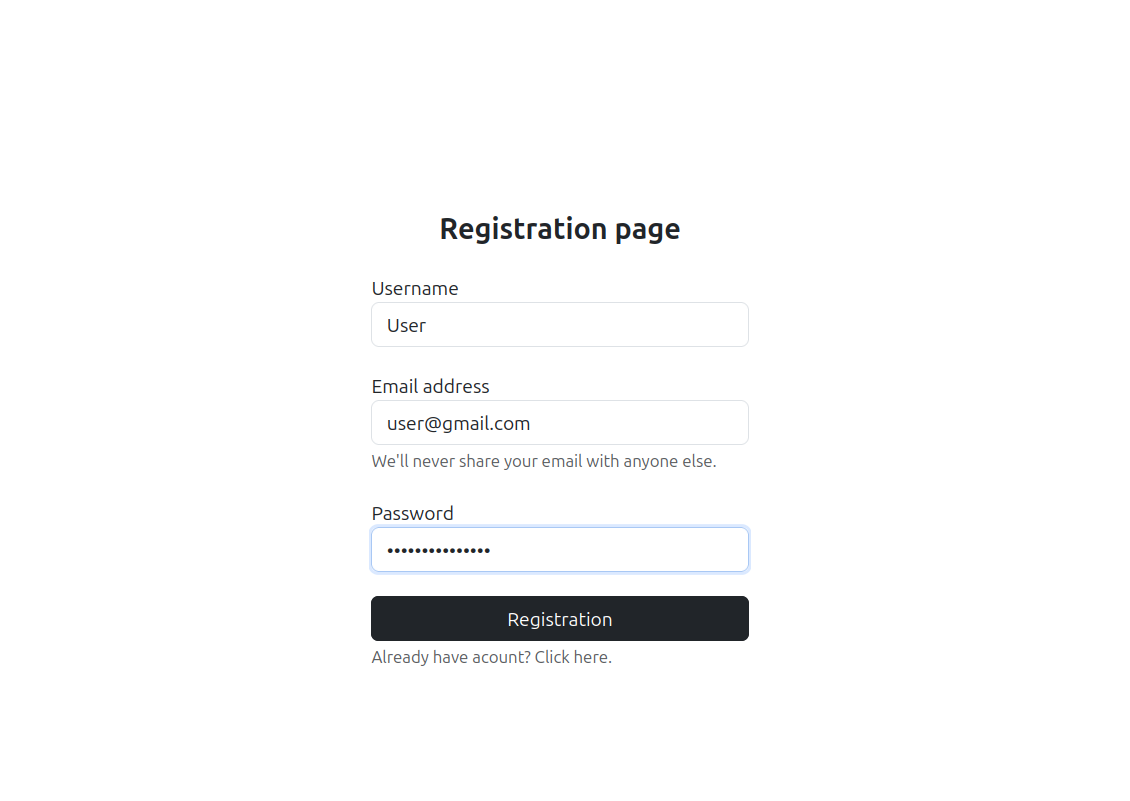 Registration page
Username
User
Email address
user@gmail.com
We'll never share your email with anyone else.
Password
•••••••••••••••
Registration
Already have acount? Click here.